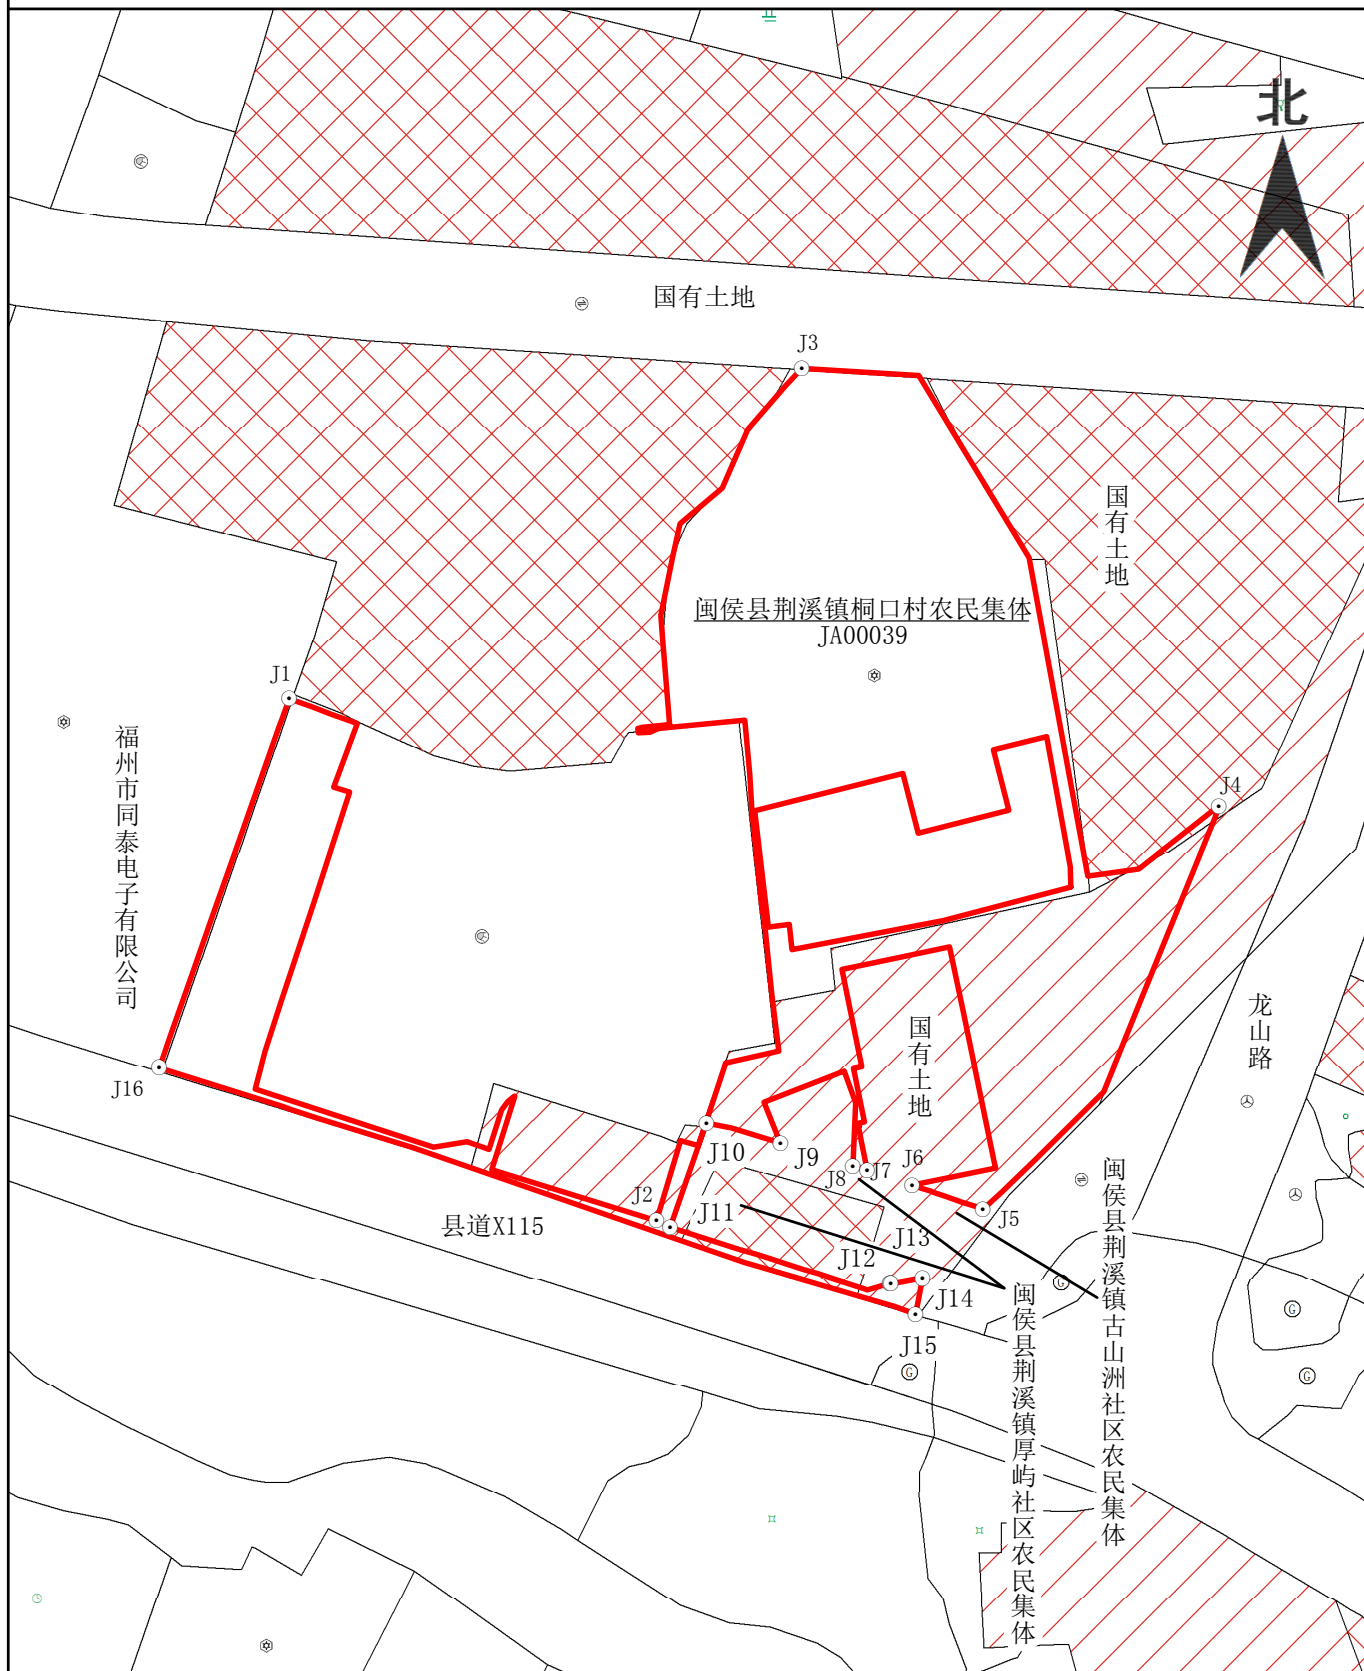 北
国有土地
J3
国有土地
闽侯县荆溪镇桐口村农民集体
JA00039
J1
福州市同泰电子有限公司
J4
国有土地
龙山路
J16
J10
J9
J8
J7
J6
J5
J2
J11
县道X115
J13
J12
J14
J15
闽侯县荆溪镇厚屿社区农民集体
闽侯县荆溪镇古山洲社区农民集体
G
G
G
G